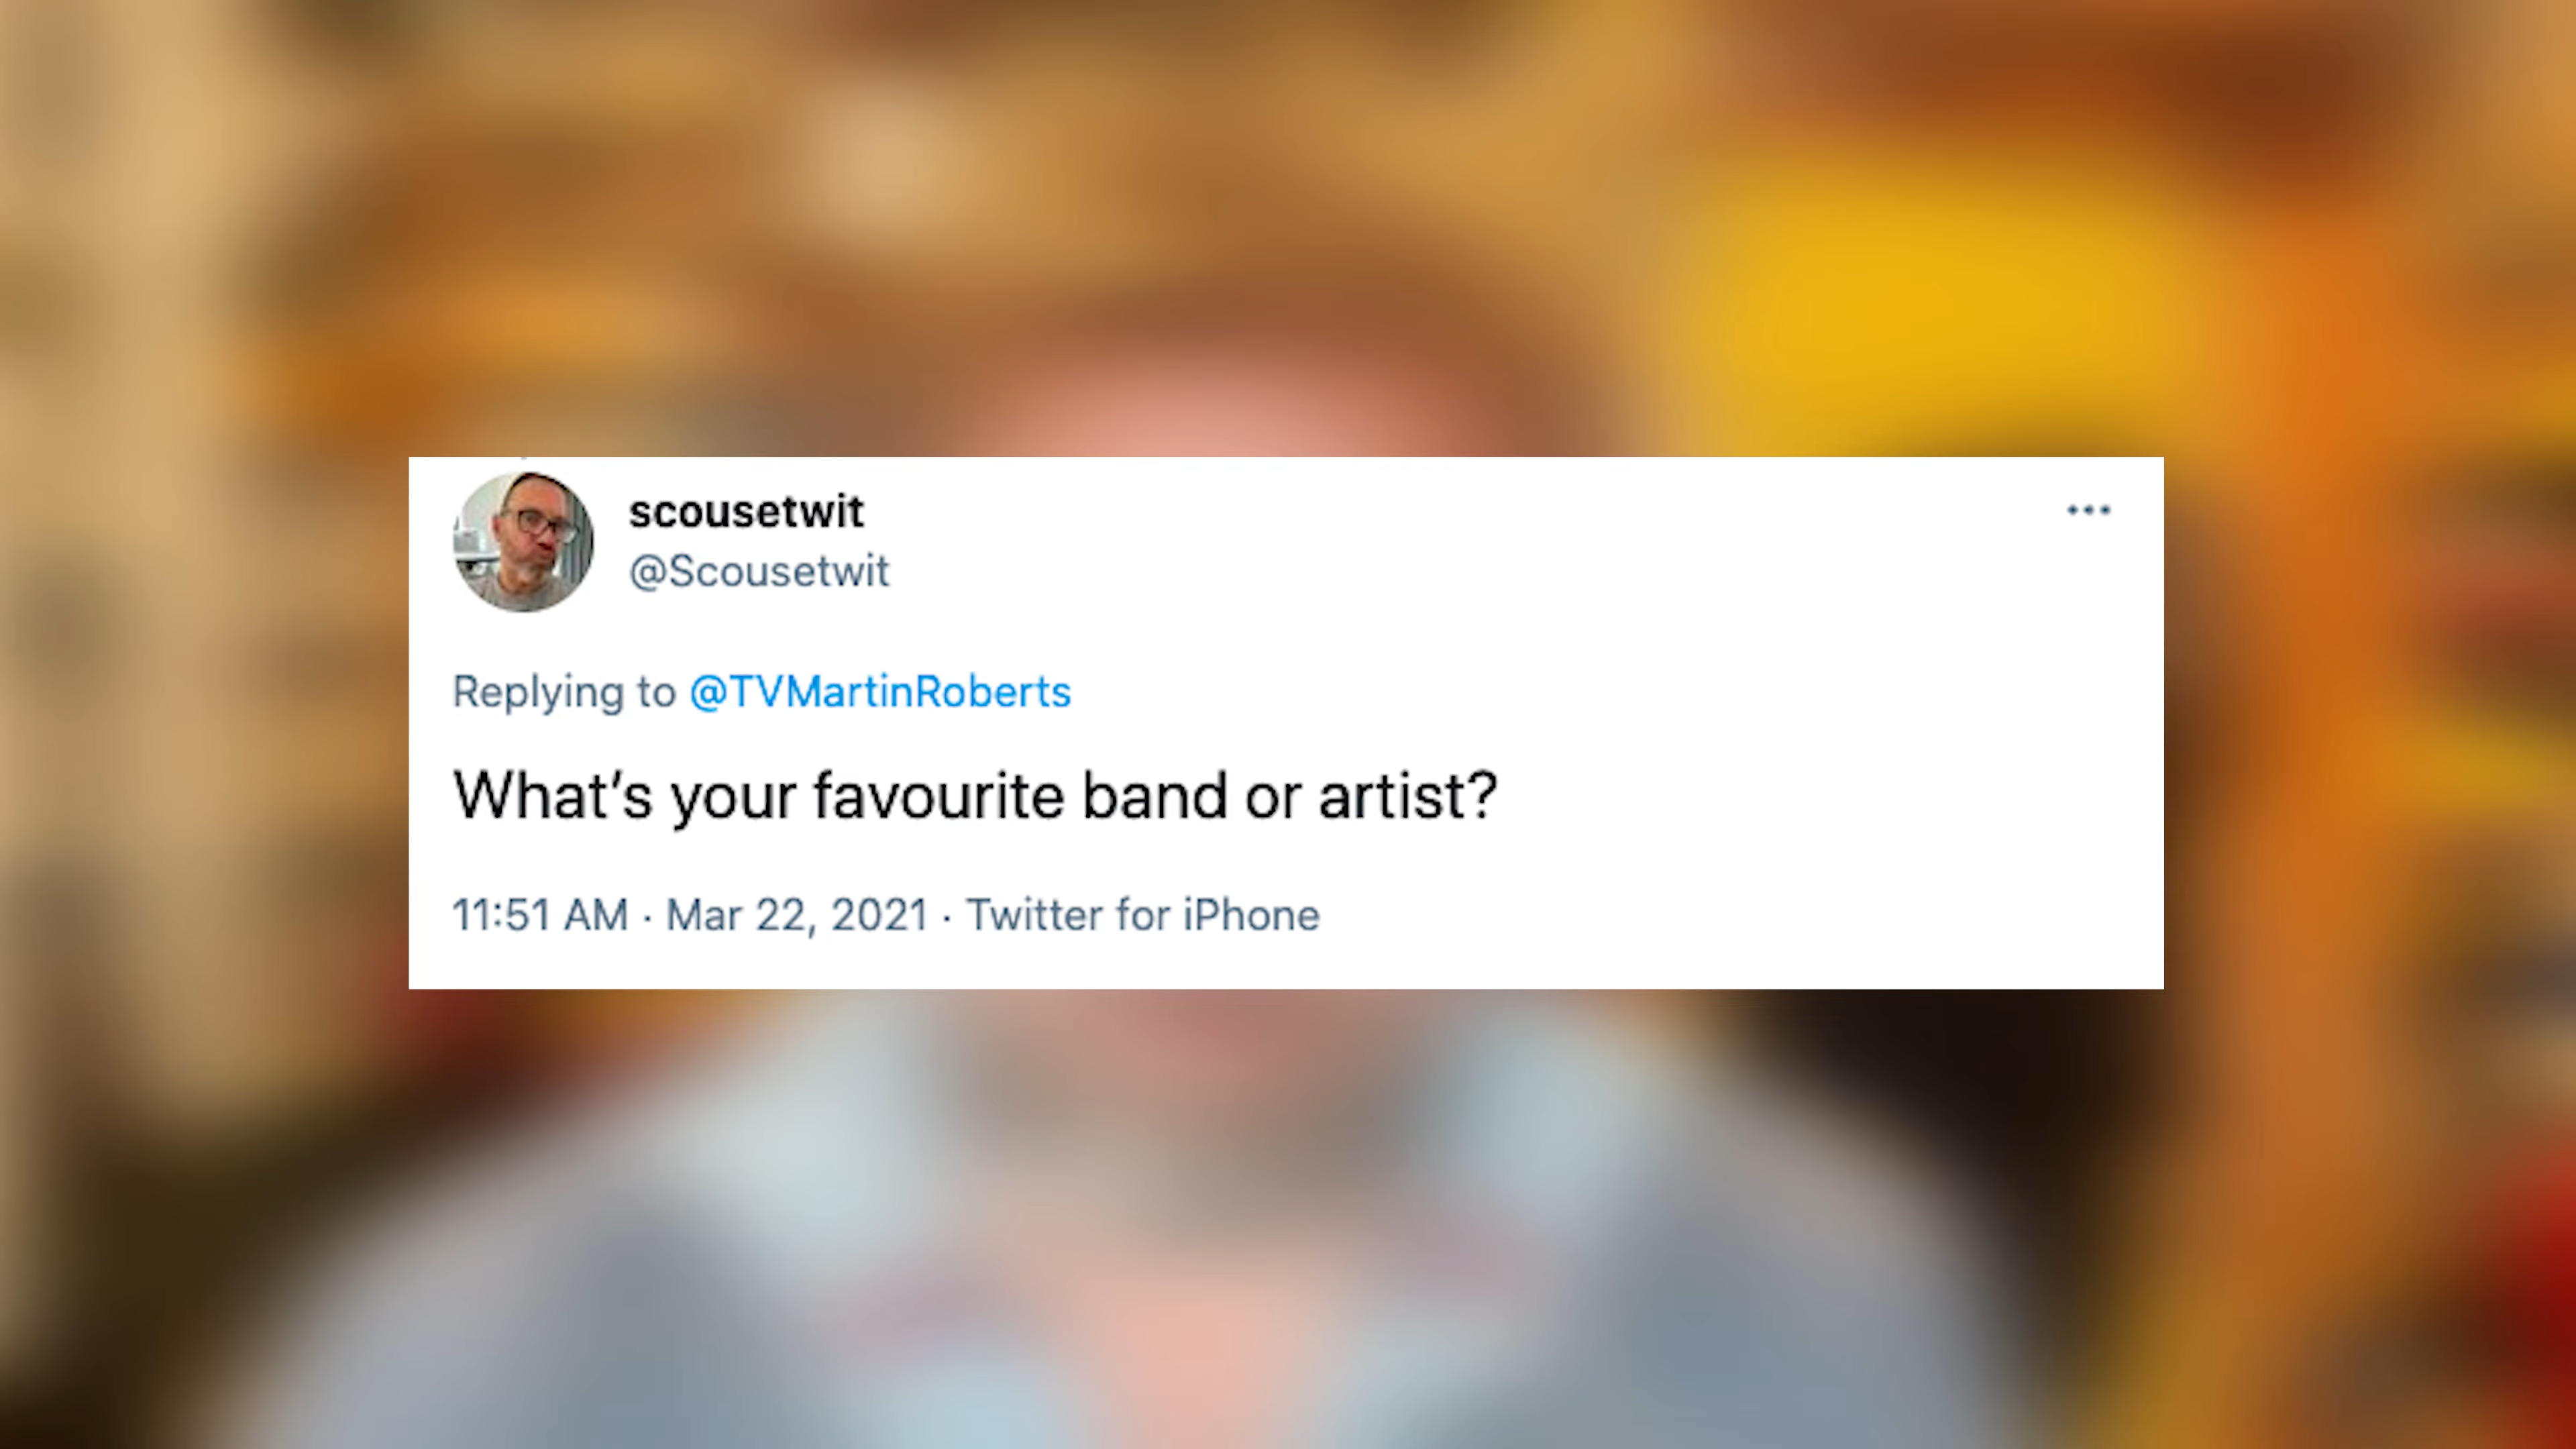 scousetwit
@Scousetwit
Replying to @TVMartinRoberts
What's your favourite band or artist?
11:51 AM · Mar 22, 2021 · Twitter for iPhone